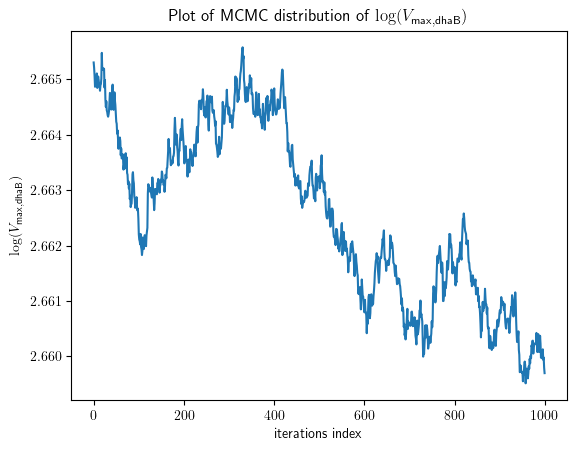 Plot of MCMC distribution of log(V_max,dhaB)
log(V_max,dhaB)
2.665
2.664
2.663
2.662
2.661
2.660
0 200 400 600 800 1000
iterations index